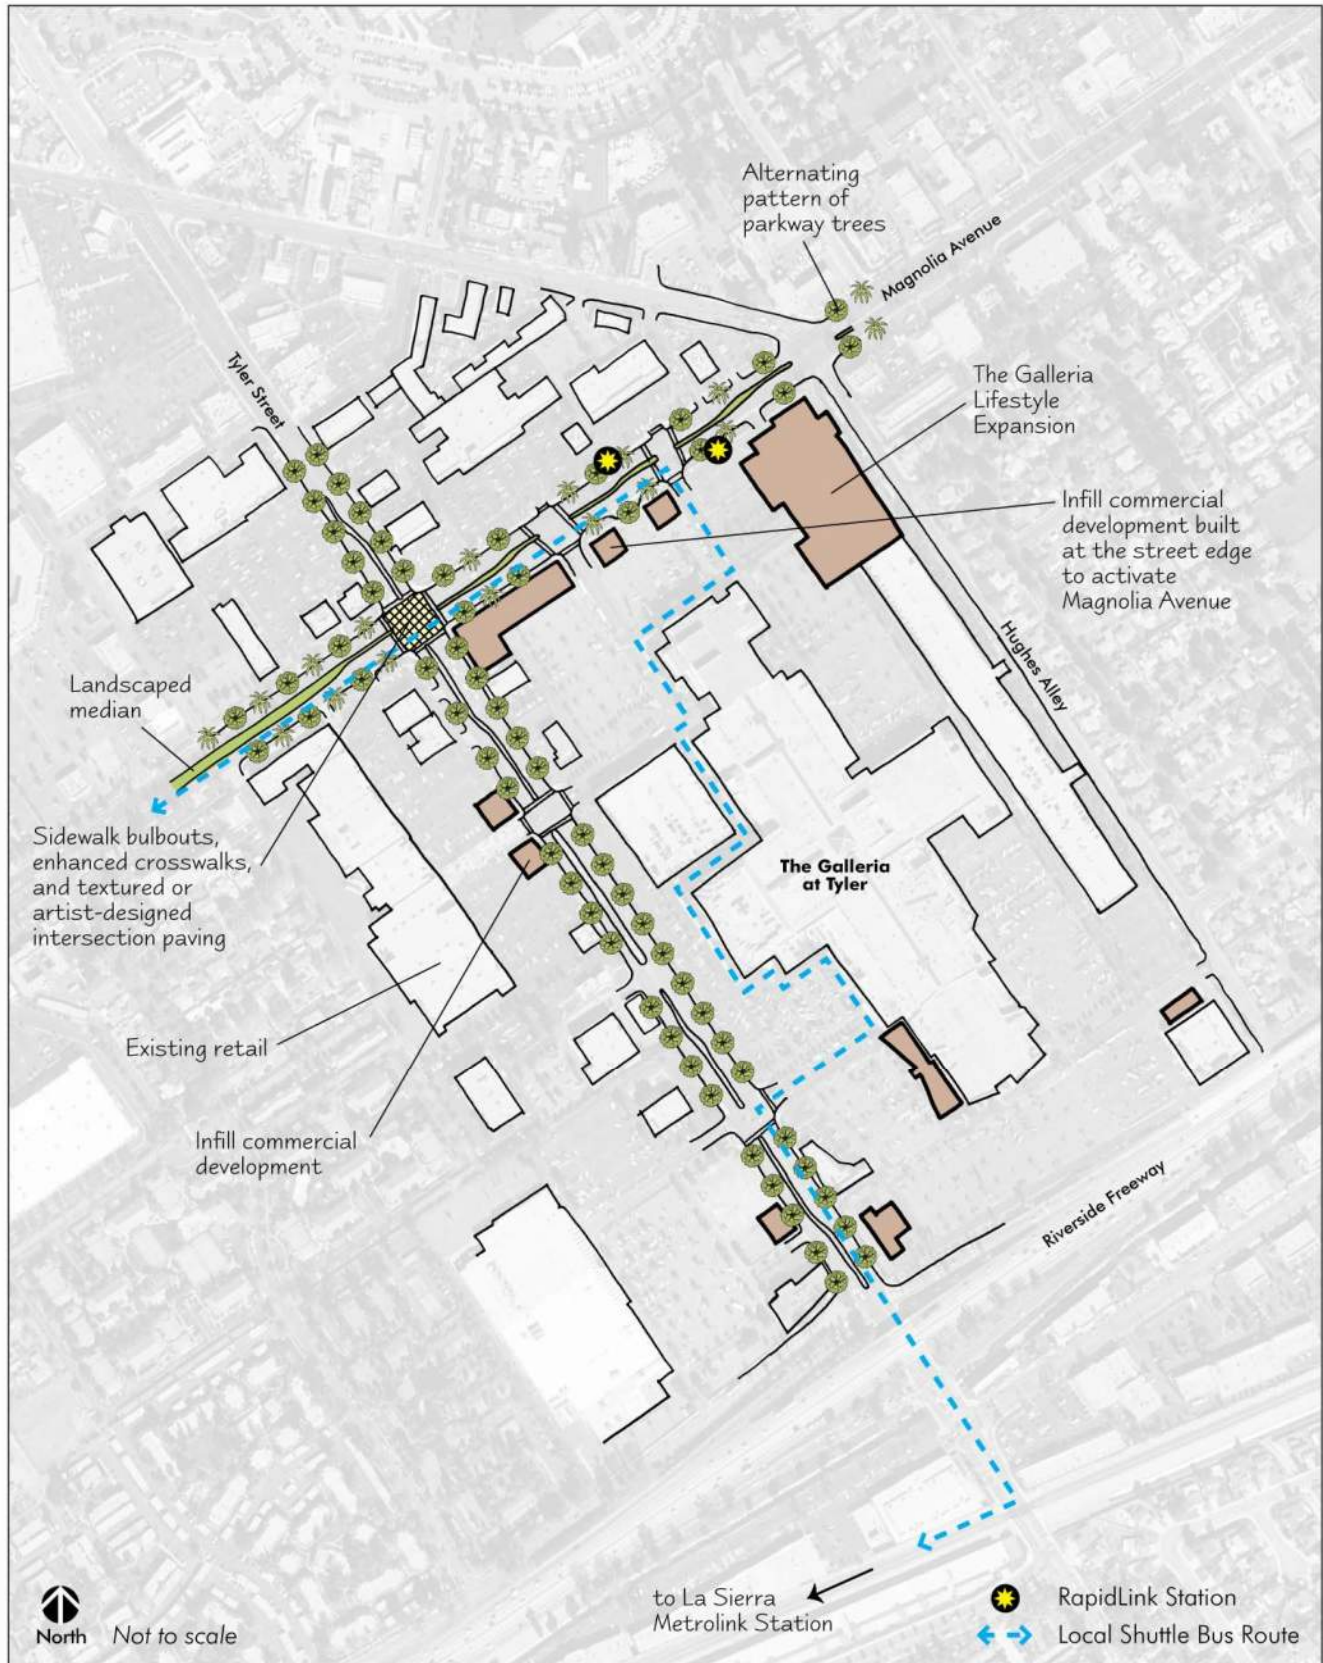 Alternating
pattern of
parkway trees
Magnolia Avenue
Tyler Street
The Galleria
Lifestyle
Expansion
Infill commercial
development built
at the street edge
to activate
Magnolia Avenue
Hughes Alley
Landscaped
median
Sidewalk bulbouts,
enhanced crosswalks,
and textured or
artist-designed
intersection paving
The Galleria
at Tyler
Existing retail
Infill commercial
development
Riverside Freeway
to La Sierra
Metrolink Station
RapidLink Station
Local Shuttle Bus Route
North
Not to scale